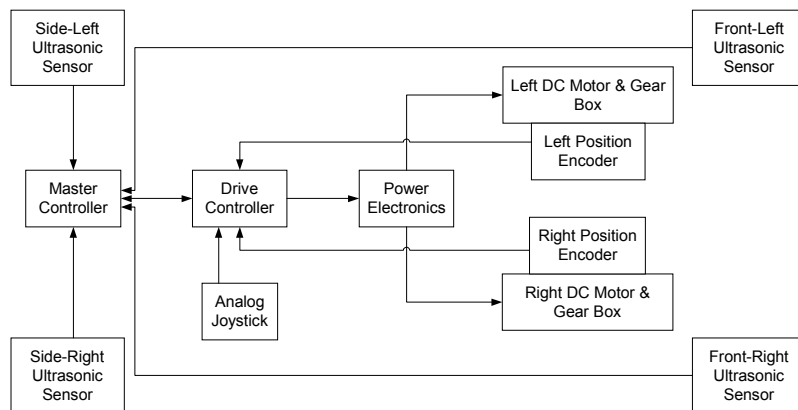 Side-Left
Ultrasonic
Sensor
Front-Left
Ultrasonic
Sensor
Left DC Motor & Gear
Box
Left Position
Encoder
Master
Controller
Drive
Controller
Power
Electronics
Right Position
Encoder
Right DC Motor &
Gear Box
Analog
Joystick
Side-Right
Ultrasonic
Sensor
Front-Right
Ultrasonic
Sensor